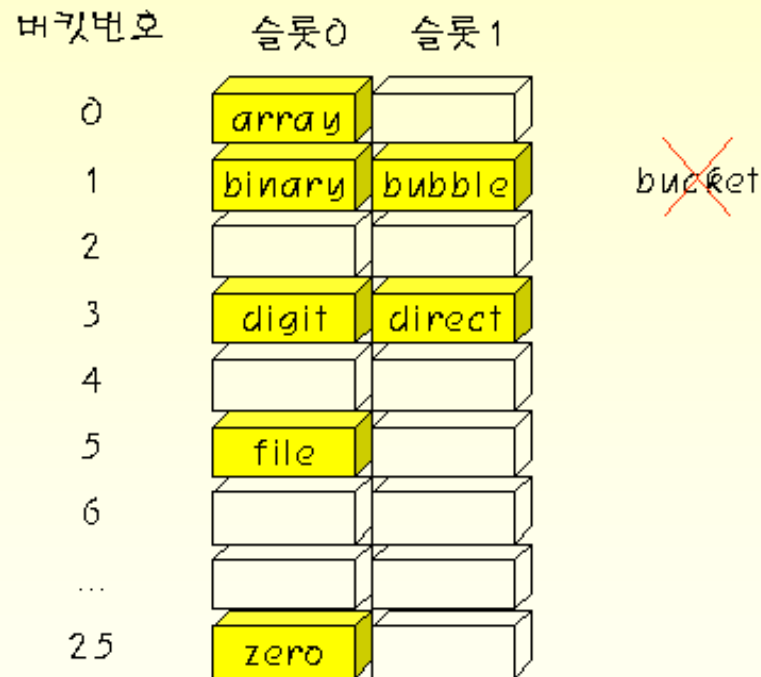 버킷번호 슬롯0 슬롯1
0 array
1 binary bubble bucket
2
3 digit direct
4
5 file
6
...
25 zero